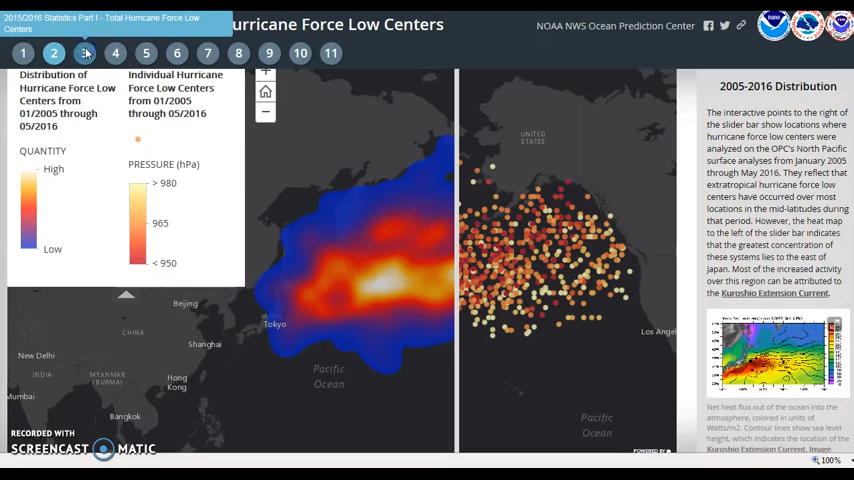 2015/2016 Statistics Part I - Total Hurricane Force Low
Centers
urricane Force Low Centers
NOAA NWS Ocean Prediction Center
1 2 3 4 5 6 7 8 9 10 11
Distribution of
Hurricane Force Low
Centers from
01/2005 through
05/2016
QUANTITY
High
Low
Individual Hurricane
Force Low Centers
from 01/2005
through 05/2016
PRESSURE (hPa)
> 980
965
< 950
+
−
UNITED
STATES
Beijing
CHINA
Tokyo
Shanghai
New Delhi
INDIA
MYANMAR
(BURMA)
Hong
Kong
Mumbai
Bangkok
Pacific
Ocean
Los Angel
Pacific
Ocean
POWERED BY
2005-2016 Distribution
The interactive points to the right of
the slider bar show locations where
hurricane force low centers were
analyzed on the OPC's North Pacific
surface analyses from January 2005
through May 2016. They reflect that
extratropical hurricane force low
centers have occurred over most
locations in the mid-latitudes during
that period. However, the heat map
to the left of the slider bar indicates
that the greatest concentration of
these systems lies to the east of
Japan. Most of the increased activity
over this region can be attributed to
the Kuroshio Extension Current.
Net heat flux out of the ocean into the
atmosphere, colored in units of
Watts/m2. Contour lines show sea level
height, which indicates the location of the
Kuroshio Extension Current. Image
RECORDED WITH
SCREENCAST MATIC
100%